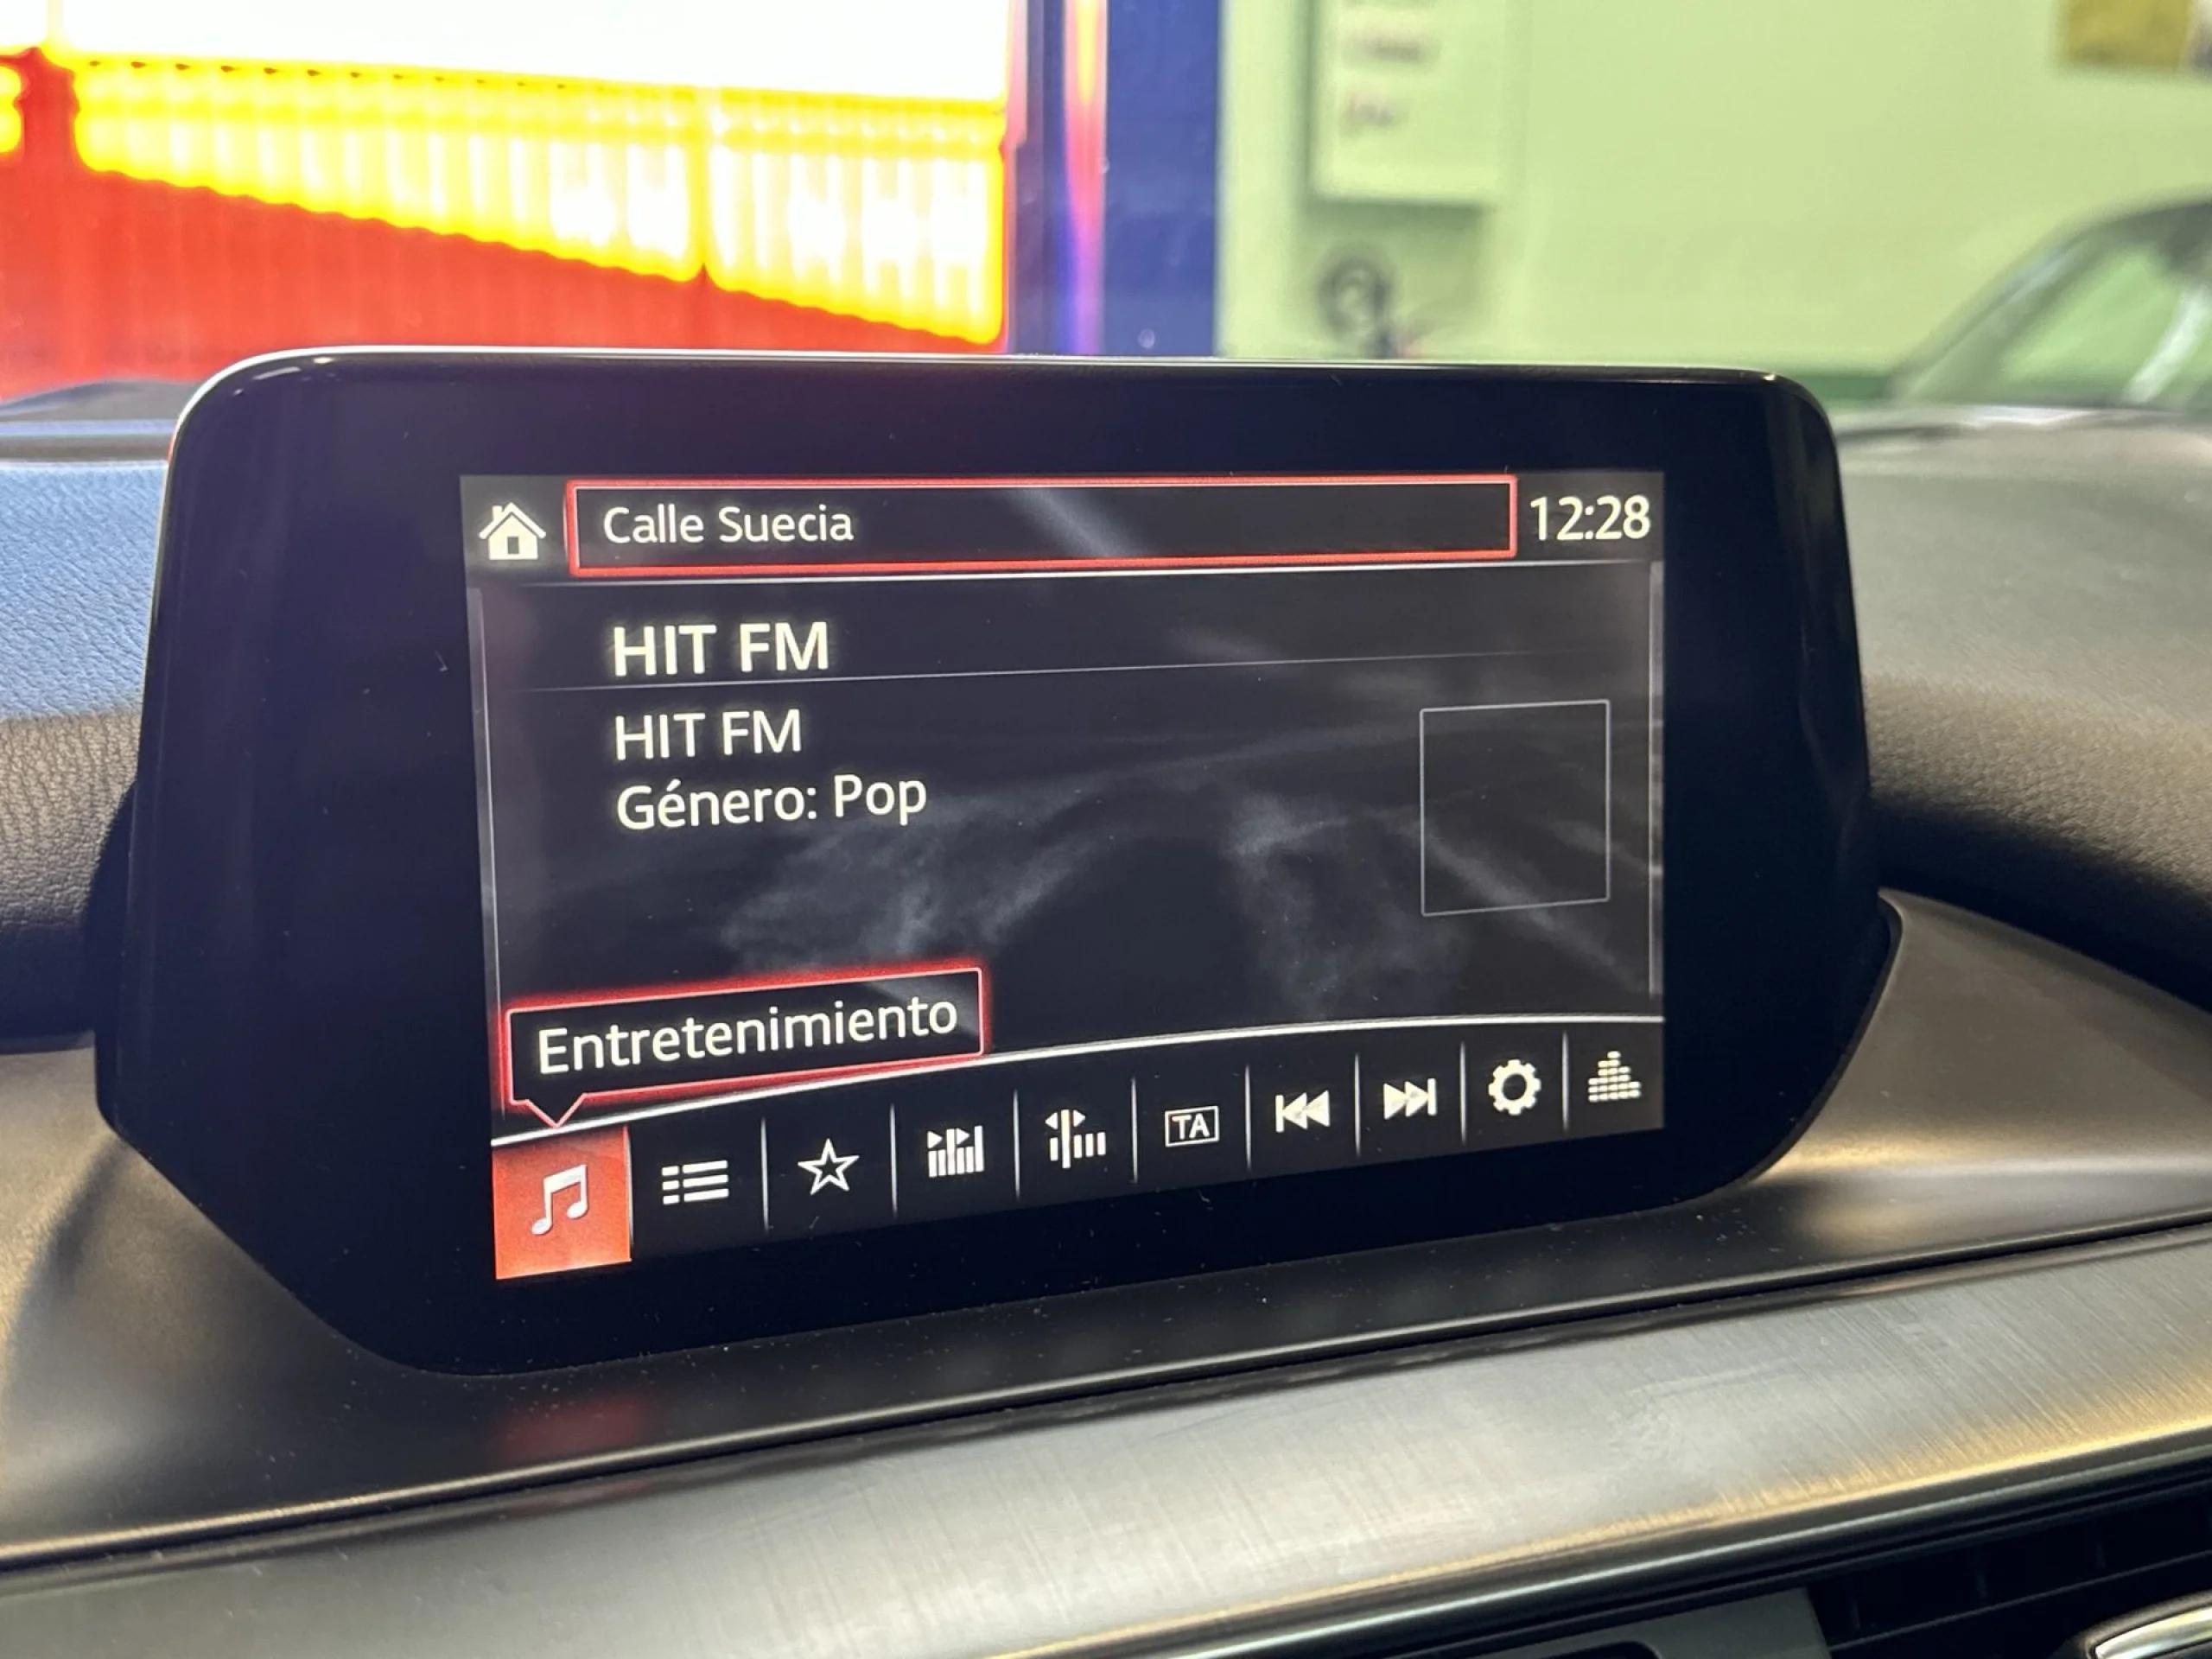 Calle Suecia
12:28
HIT FM
HIT FM
Género: Pop
Entretenimiento
TA